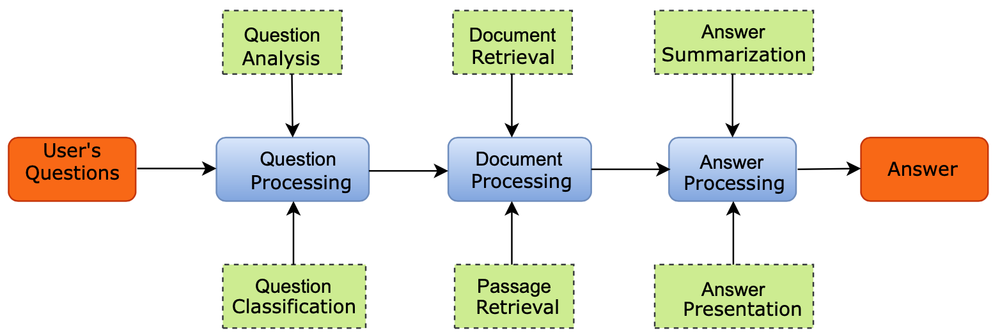 Question
Analysis
Document
Retrieval
Answer
Summarization
User's
Questions
Question
Processing
Document
Processing
Answer
Processing
Answer
Question
Classification
Passage
Retrieval
Answer
Presentation